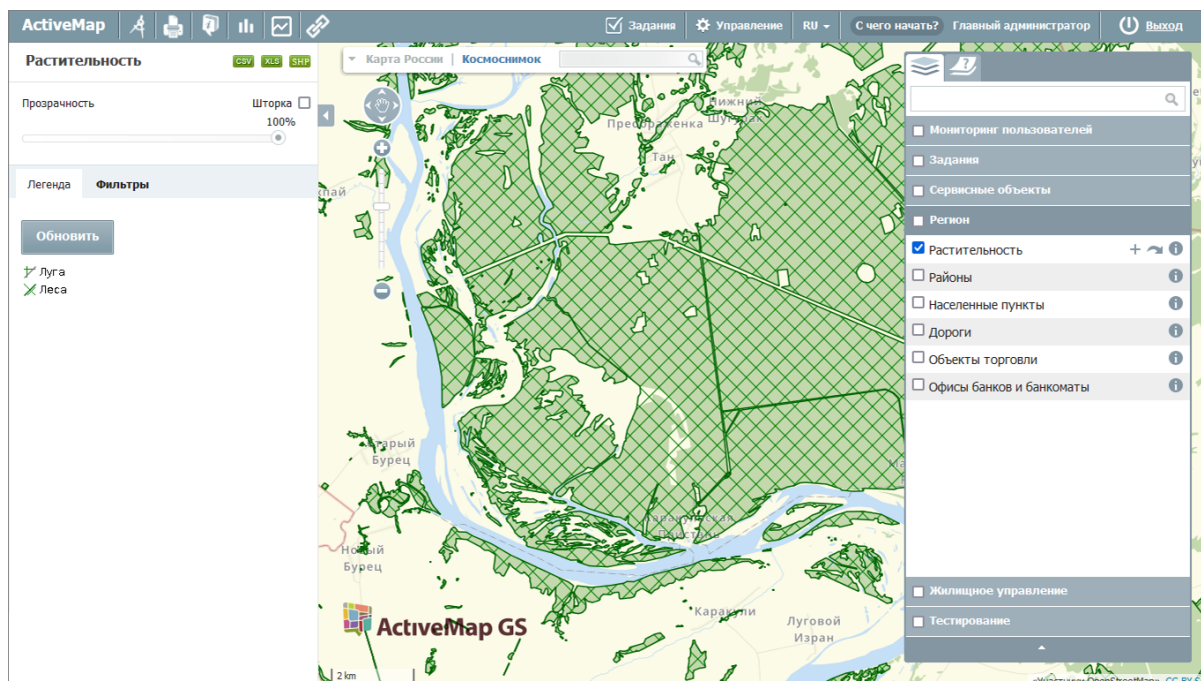 ActiveMap
Задания
Управление
RU
С чего начать?
Главный администратор
Выход
Растительность
CSV
XLS
SHP
Прозрачность
Шторка
100%
Легенда
Фильтры
Обновить
Луга
Леса
Карта России | Космоснимок
Нижний
Преображенка
Тан
Старый
Бурец
Новый
Бурец
Каракули
Луговой
Изран
ActiveMap GS
2 km
Мониторинг пользователей
Задания
Сервисные объекты
Регион
Растительность
Районы
Населенные пункты
Дороги
Объекты торговли
Офисы банков и банкоматы
Жилищное управление
Тестирование